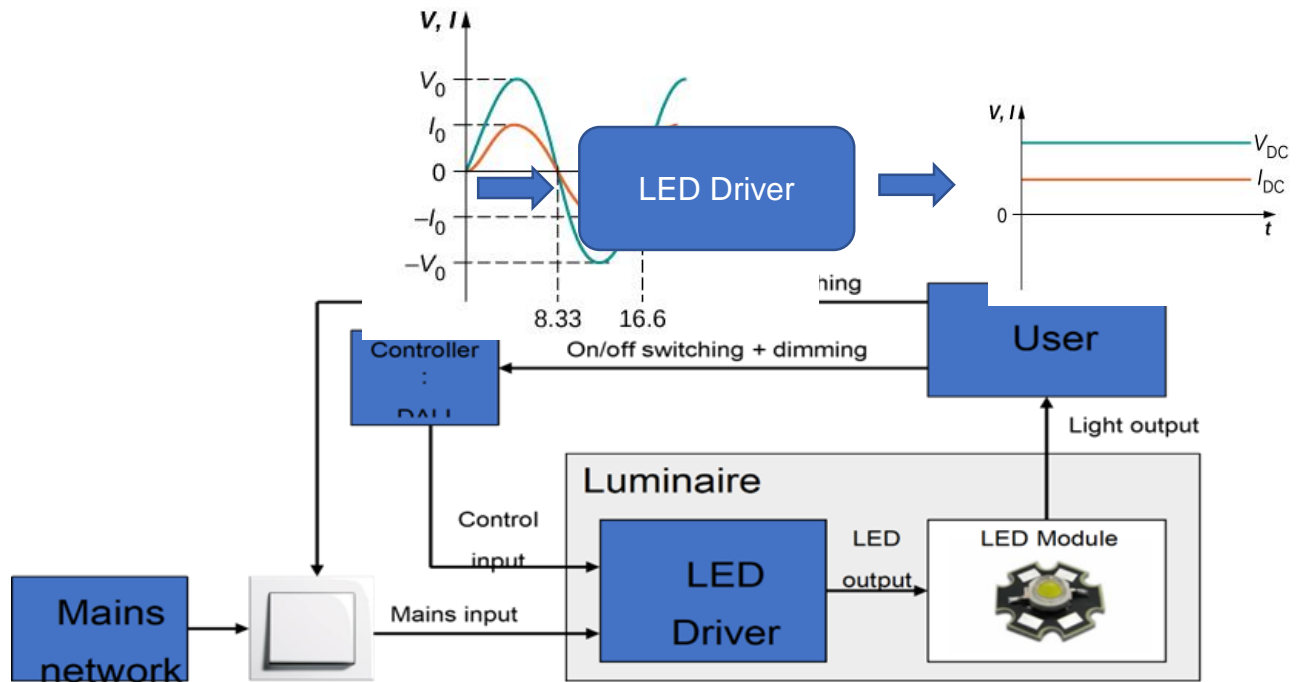 V, I
V0
I0
0
–I0
–V0
8.33
16.6
LED Driver
V, I
VDC
IDC
0
t
User
Controller
:
On/off switching + dimming
Light output
Luminaire
Control
input
LED
Driver
LED
output
LED Module
Mains
network
Mains input